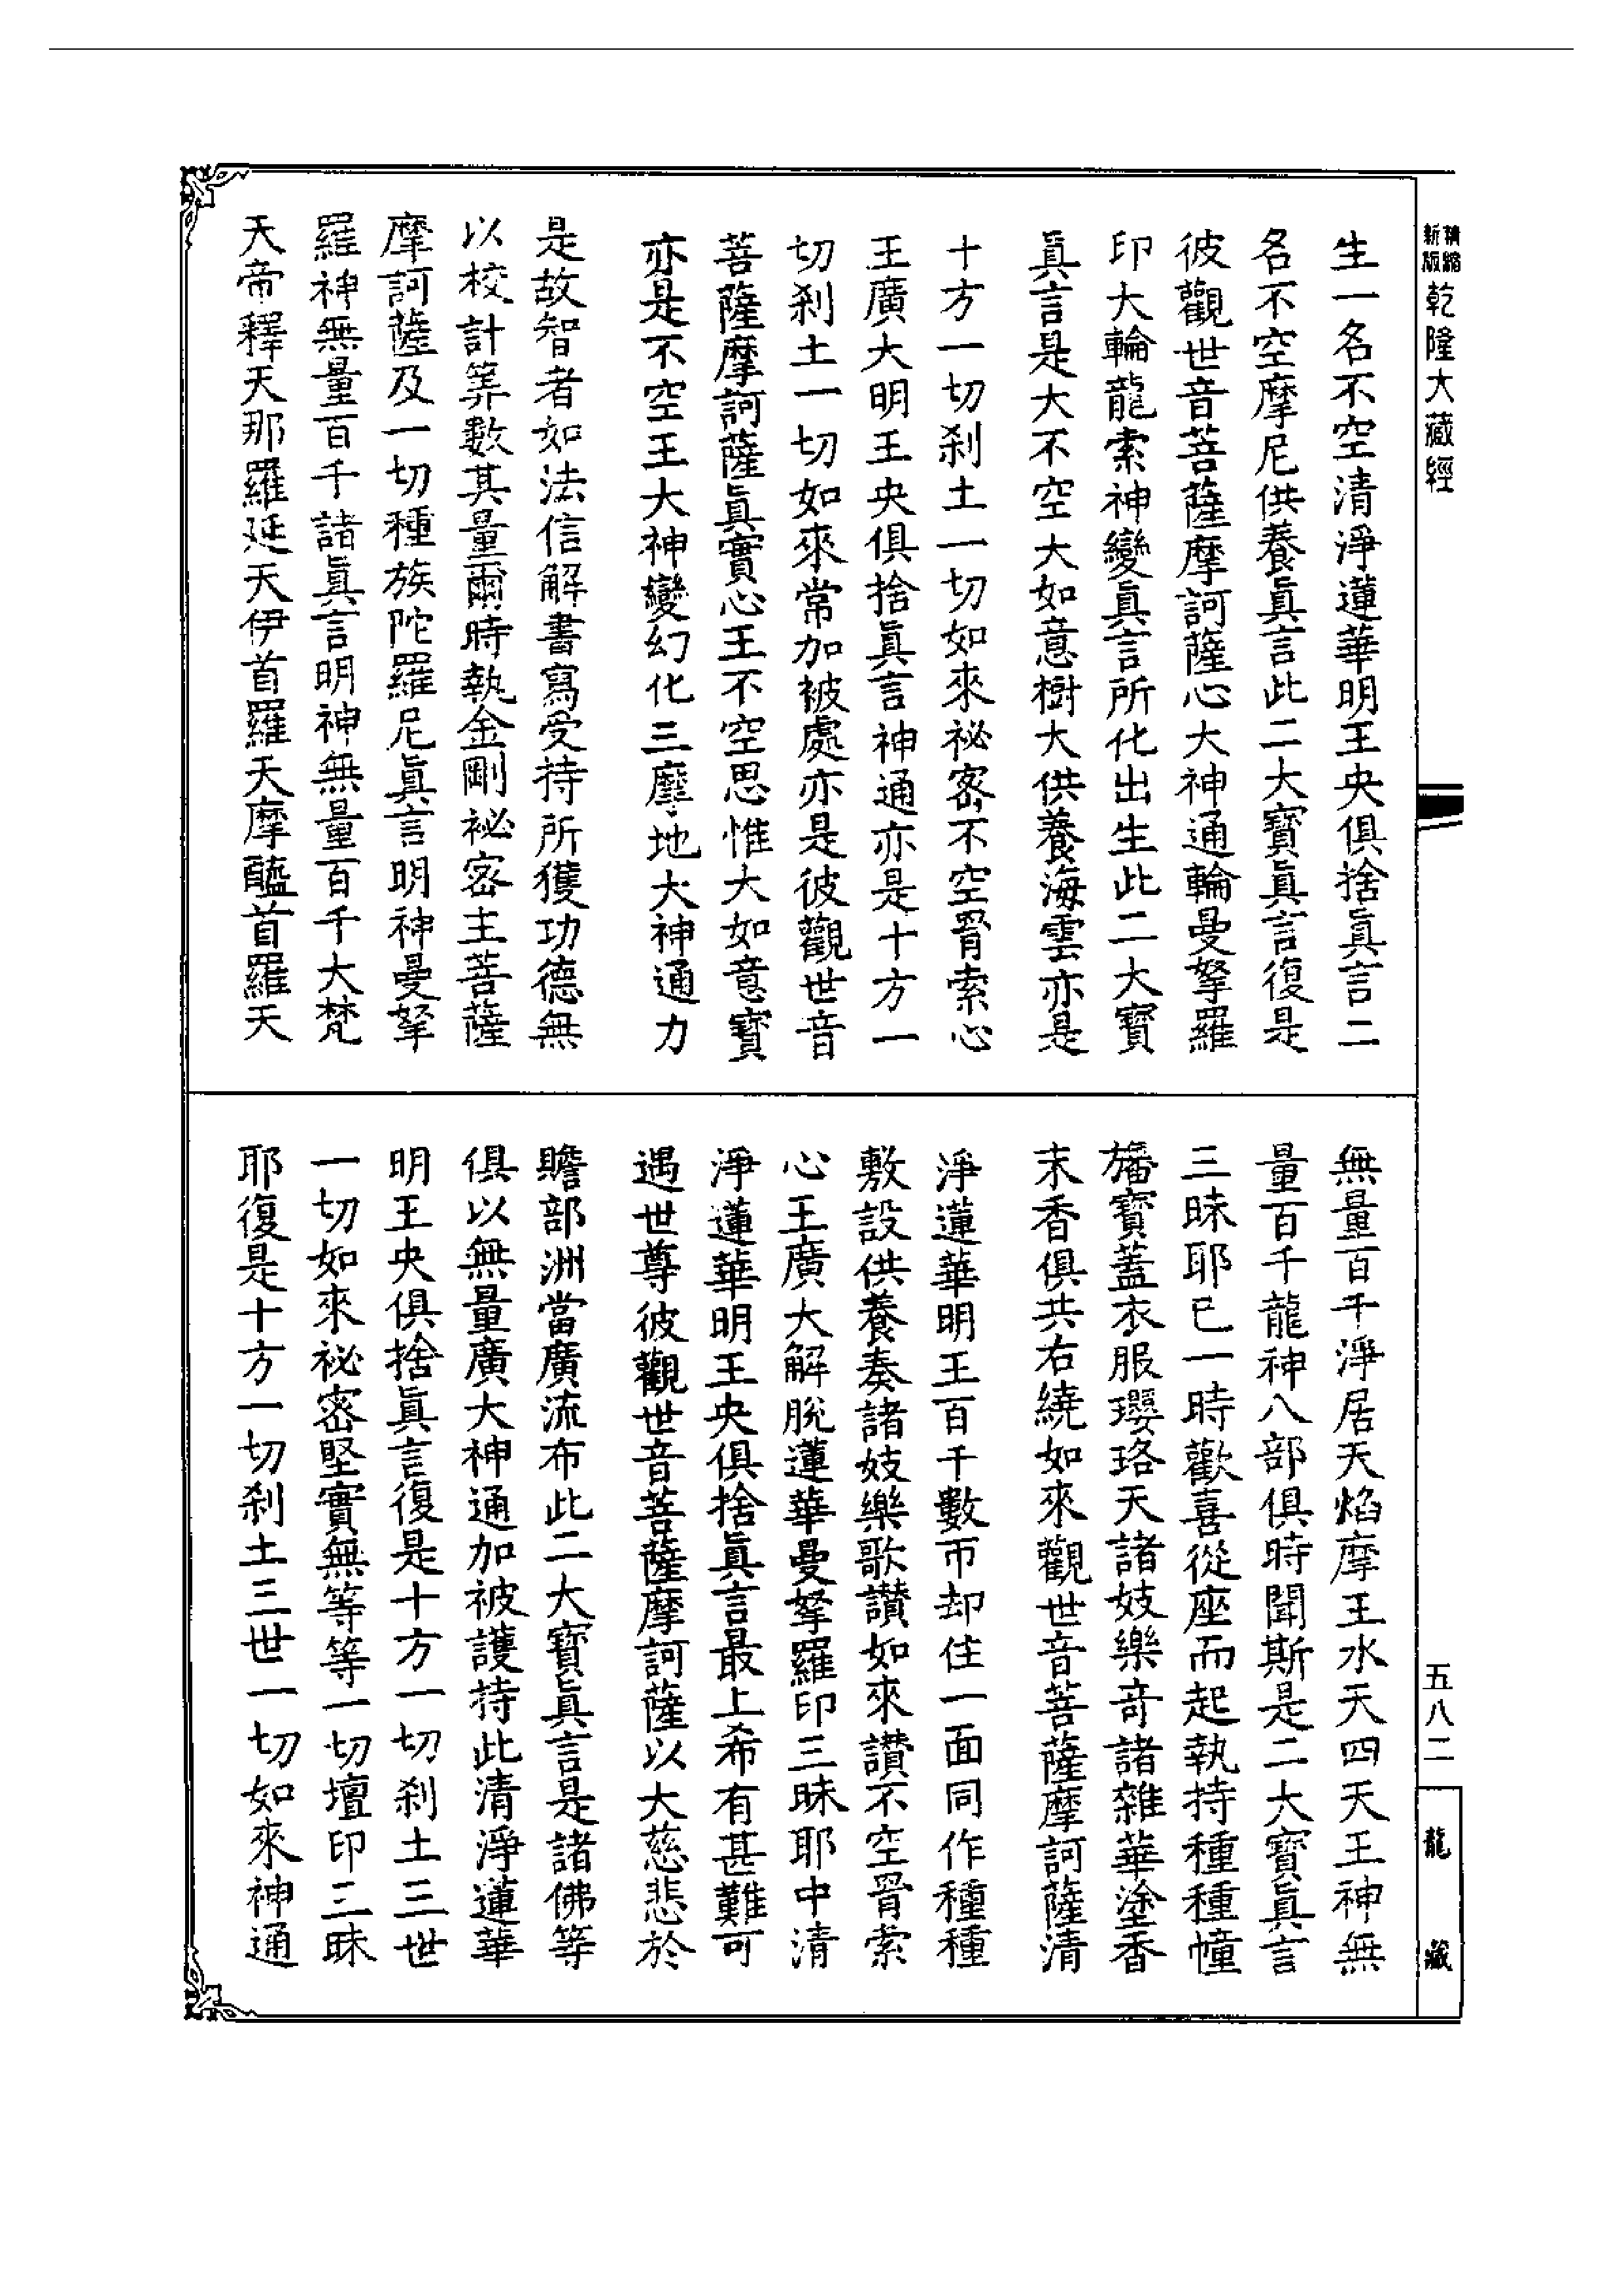 新版精縮乾隆大藏經
生一名不空清淨蓮華明王央俱捨眞言二
名不空摩尼供養眞言此二大寶眞言復是
彼觀世音菩薩摩訶薩心大神通輪曼拏羅
印大輪龍索神變眞言所化出生此二大寶
眞言是大不空大如意樹大供養海雲亦是
十方一切刹土一切如來祕密不空罥索心
王廣大明王央俱捨眞言神通亦是十方一
切刹土一切如來常加被處亦是彼觀世音
菩薩摩訶薩眞實心王不空思惟大如意寶
亦是不空王大神變幻化三摩地大神通力
是故智者如法信解書寫受持所獲功德無
以校計筭數其量爾時執金剛祕密主菩薩
摩訶薩及一切種族陀羅尼眞言明神曼拏
羅神無量百千諸眞言明神無量百千大梵
天帝釋天那羅延天伊首羅天摩醯首羅天
無量百千淨居天焰摩王水天四天王神無
量百千龍神八部俱時聞斯是二大寶眞言
三昧耶已一時歡喜從座而起執持種種幢
旛寶蓋衣服瓔珞天諸妓樂竒諸雜華塗香
末香俱共右繞如來觀世音菩薩摩訶薩清
淨蓮華明王百千數帀却住一面同作種種
敷設供養奏諸妓樂歌讚如來讚不空罥索
心王廣大解脫蓮華曼拏羅印三昧耶中清
淨蓮華明王央俱捨眞言最上希有甚難可
遇世尊彼觀世音菩薩摩訶薩以大慈悲於
贍部洲當廣流布此二大寶眞言是諸佛等
俱以無量廣大神通加被護持此清淨蓮華
明王央俱捨眞言復是十方一切刹土三世
一切如來祕密堅實無等等一切壇印三昧
耶復是十方一切刹土三世一切如來神通
五八二
龍藏